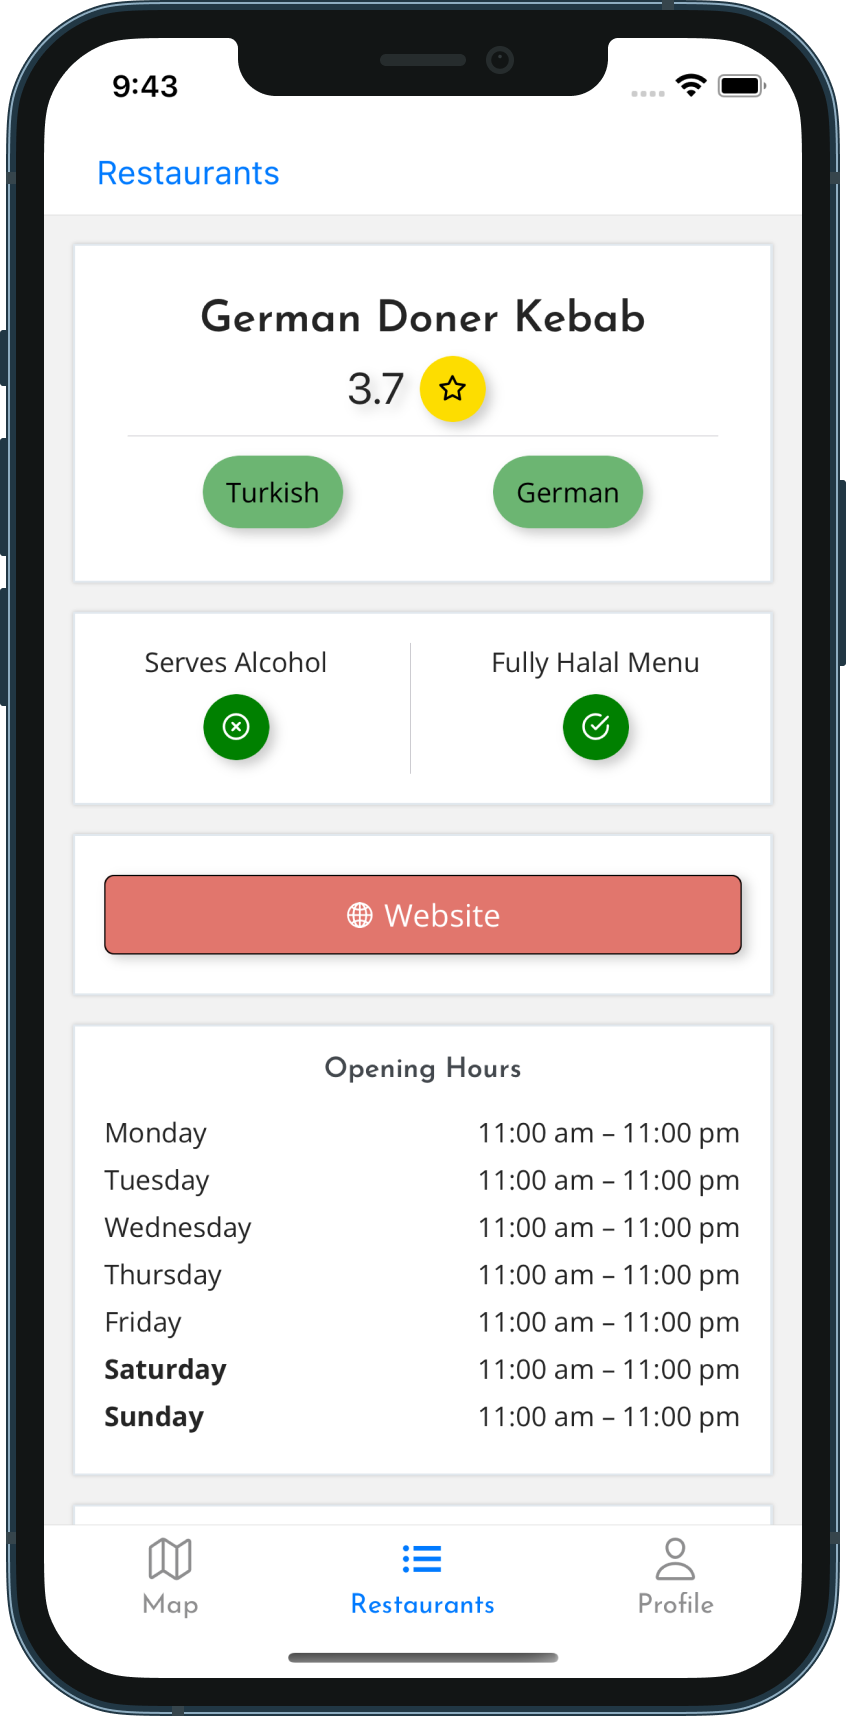 9:43
Restaurants
German Doner Kebab
3.7
Turkish German
Serves Alcohol Fully Halal Menu
Website
Opening Hours
Monday 11:00 am – 11:00 pm
Tuesday 11:00 am – 11:00 pm
Wednesday 11:00 am – 11:00 pm
Thursday 11:00 am – 11:00 pm
Friday 11:00 am – 11:00 pm
Saturday 11:00 am – 11:00 pm
Sunday 11:00 am – 11:00 pm
Map Restaurants Profile